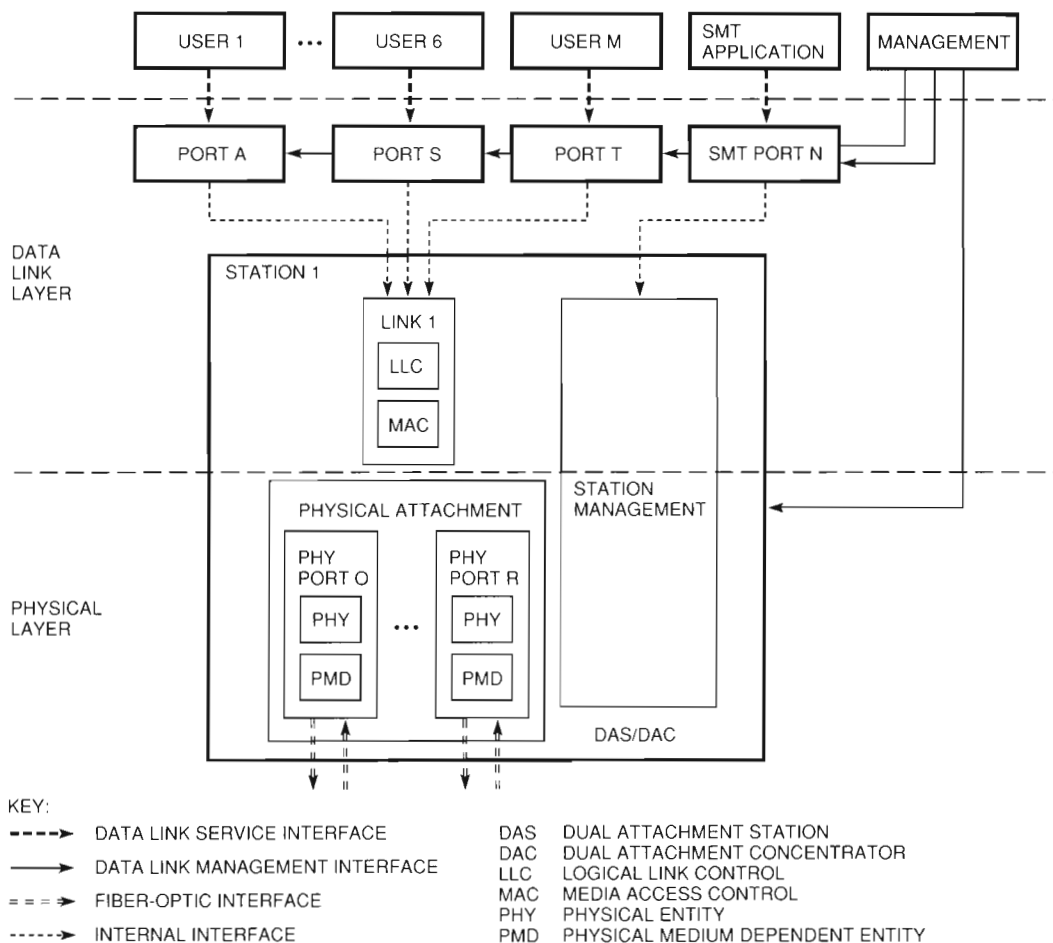 USER 1
...
USER 6
USER M
SMT
APPLICATION
MANAGEMENT
PORT A
PORT S
PORT T
SMT PORT N
DATA
LINK
LAYER
STATION 1
LINK 1
LLC
MAC
STATION
MANAGEMENT
PHYSICAL ATTACHMENT
PHY
PORT O
PHY
PORT R
PHYSICAL
LAYER
PHY
...
PHY
PMD
PMD
DAS/DAC
KEY:
DATA LINK SERVICE INTERFACE
DATA LINK MANAGEMENT INTERFACE
FIBER-OPTIC INTERFACE
INTERNAL INTERFACE
DAS DUAL ATTACHMENT STATION
DAC DUAL ATTACHMENT CONCENTRATOR
LLC LOGICAL LINK CONTROL
MAC MEDIA ACCESS CONTROL
PHY PHYSICAL ENTITY
PMD PHYSICAL MEDIUM DEPENDENT ENTITY